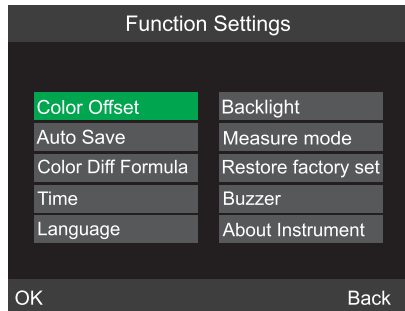 Function Settings
Color Offset
Backlight
Auto Save
Measure mode
Color Diff Formula
Restore factory set
Time
Buzzer
Language
About Instrument
OK
Back